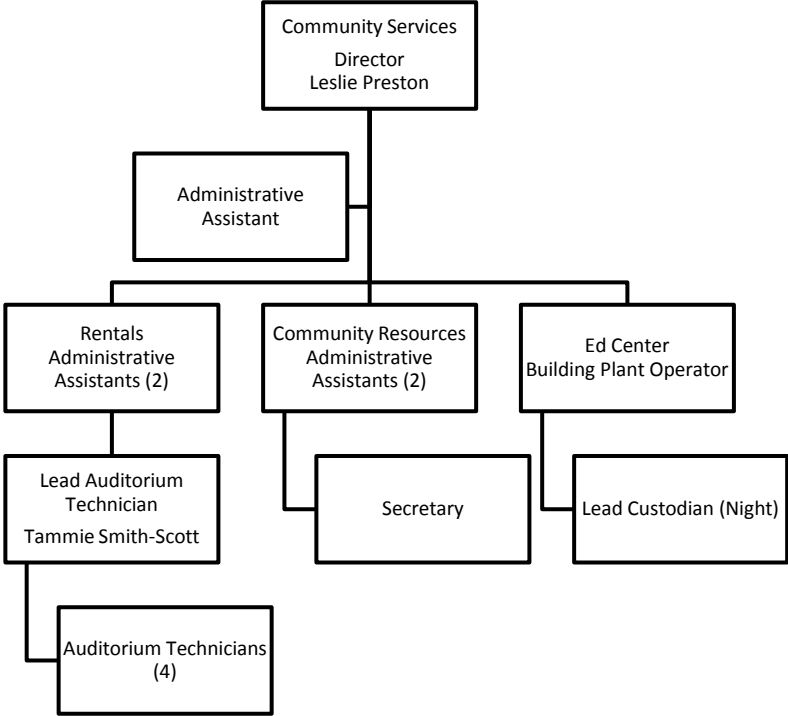 Community Services
Director
Leslie Preston
Administrative
Assistant
Rentals
Administrative
Assistants (2)
Community Resources
Administrative
Assistants (2)
Ed Center
Building Plant Operator
Lead Auditorium
Technician
Tammie Smith-Scott
Secretary
Lead Custodian (Night)
Auditorium Technicians
(4)